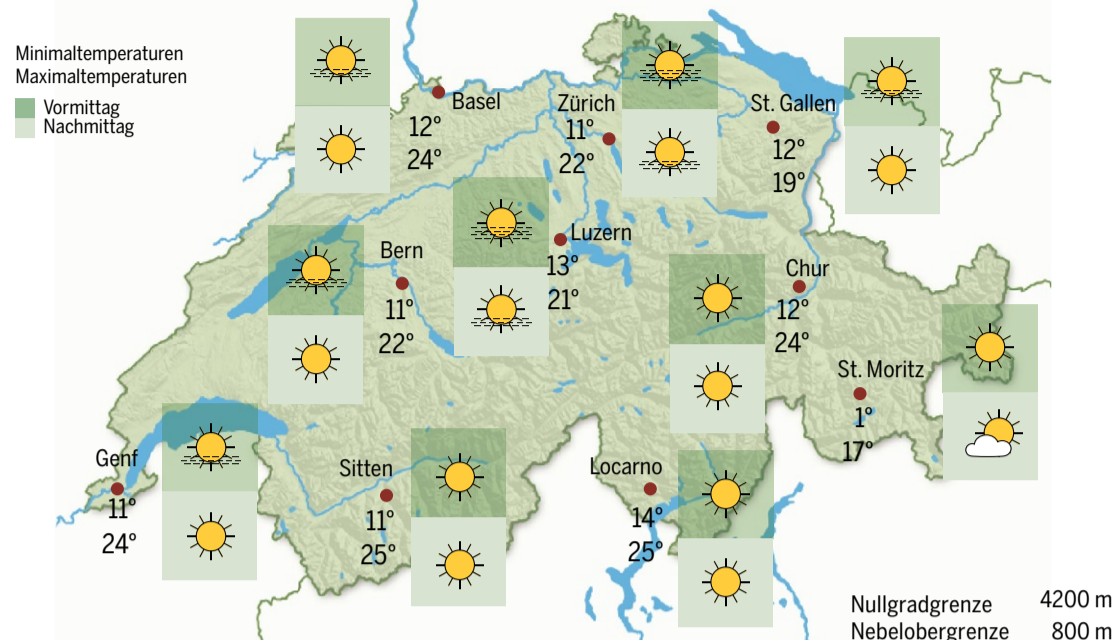 Minimaltemperaturen
Maximaltemperaturen
Vormittag
Nachmittag
Basel
12°
24°
Zürich
11°
22°
St. Gallen
12°
19°
Luzern
13°
21°
Bern
11°
22°
Chur
12°
24°
St. Moritz
1°
17°
Genf
11°
24°
Sitten
11°
25°
Locarno
14°
25°
Nullgradgrenze 4200 m
Nebelobergrenze 800 m